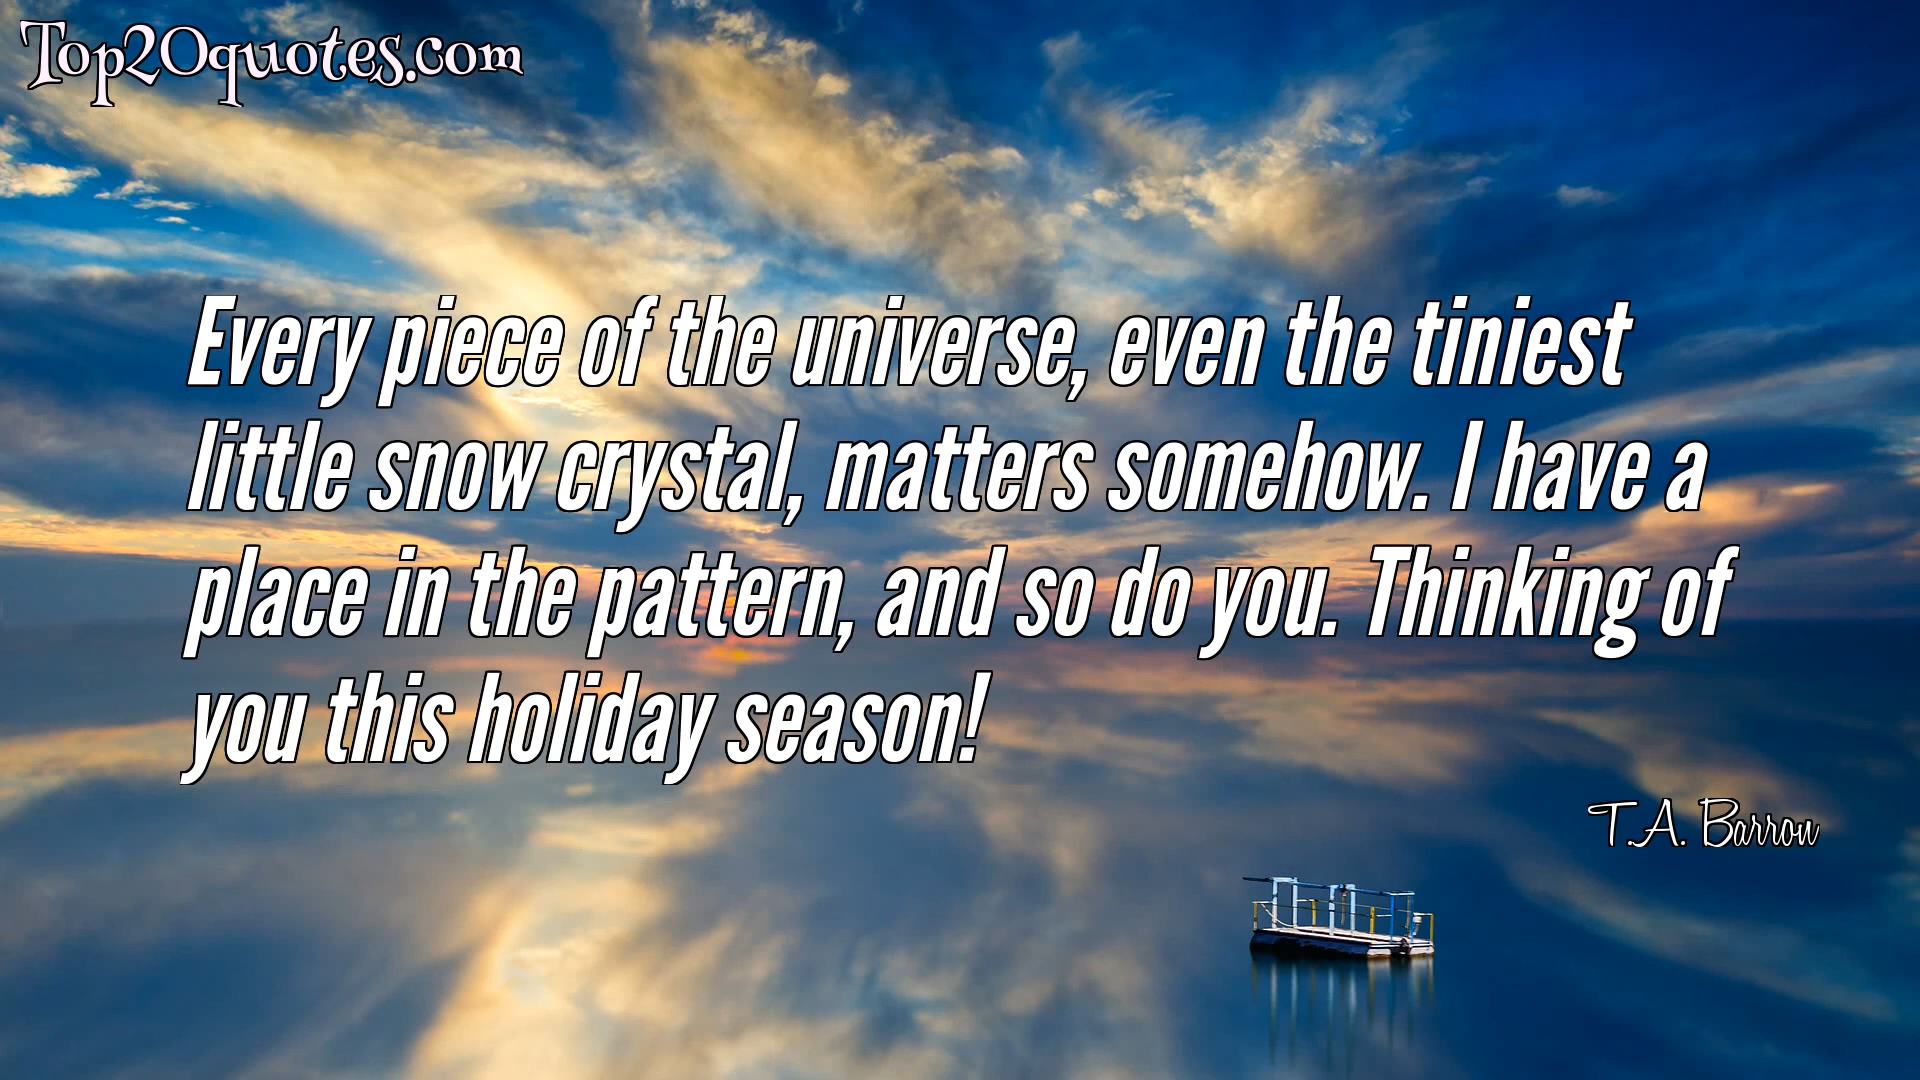 Top20quotes.com
Every piece of the universe, even the tiniest
little snow crystal, matters somehow. I have a
place in the pattern, and so do you. Thinking of
you this holiday season!
T.A. Barron